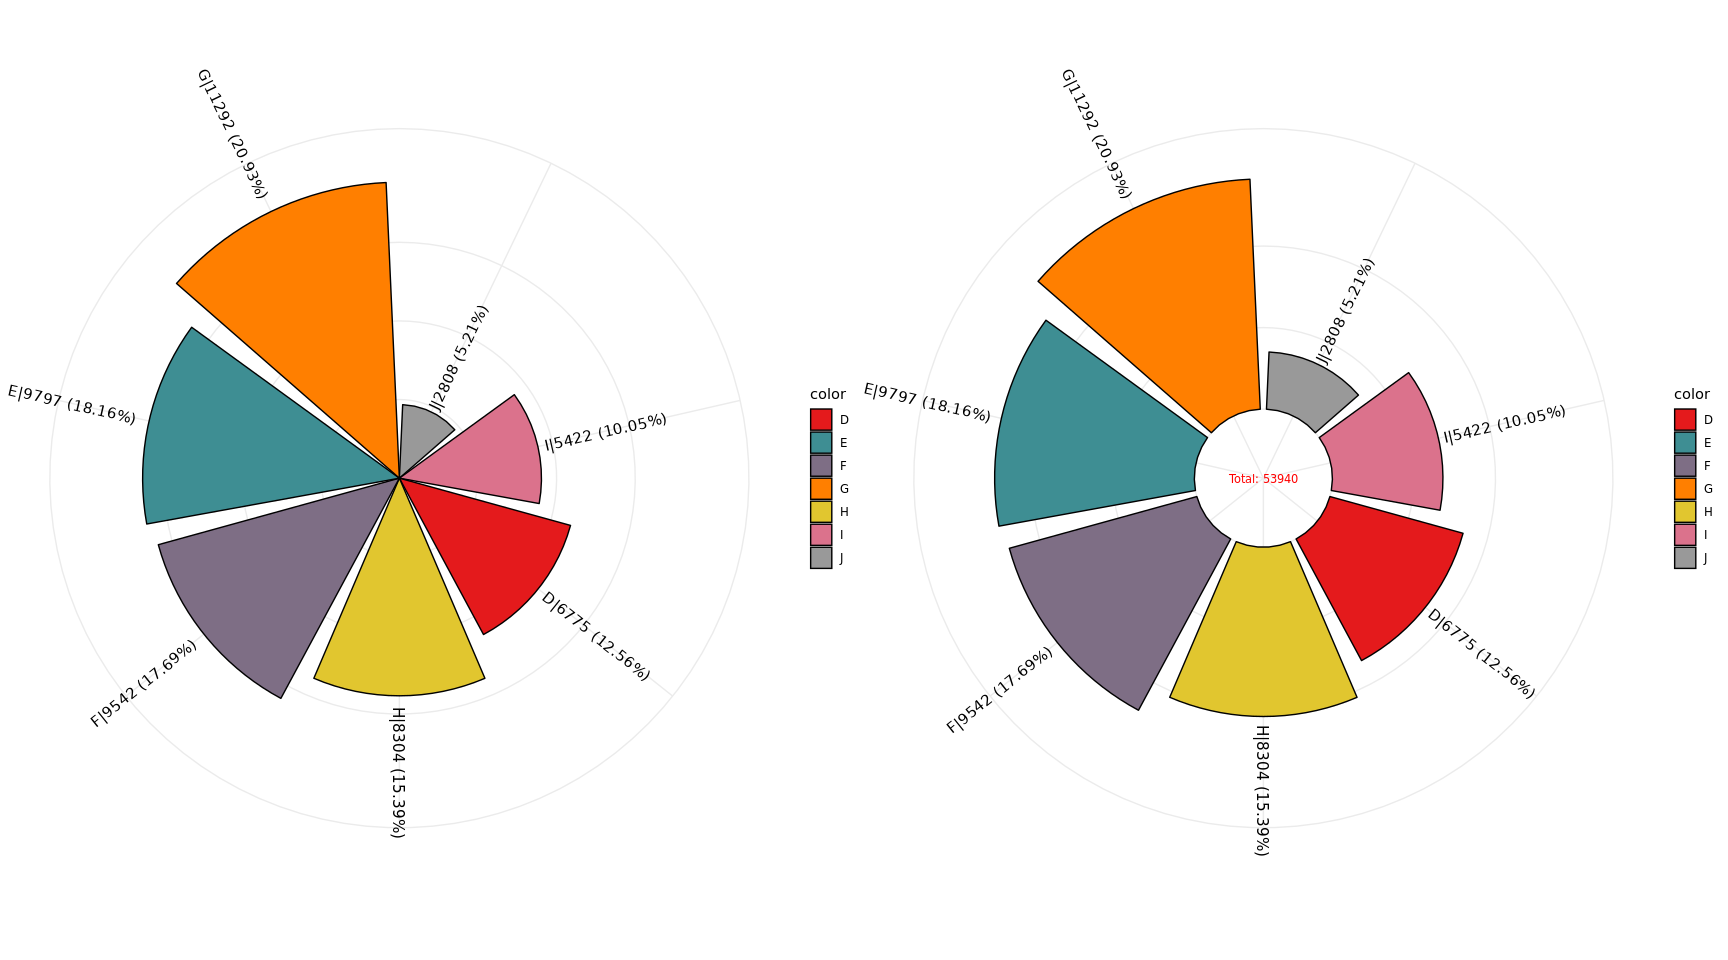 G|11292 (20.93%)
J|2808 (5.21%)
E|9797 (18.16%)
I|5422 (10.05%)
D|6775 (12.56%)
F|9542 (17.69%)
H|8304 (15.39%)
color
D
E
F
G
H
I
J
G|11292 (20.93%)
J|2808 (5.21%)
E|9797 (18.16%)
I|5422 (10.05%)
Total: 53940
D|6775 (12.56%)
F|9542 (17.69%)
H|8304 (15.39%)
color
D
E
F
G
H
I
J